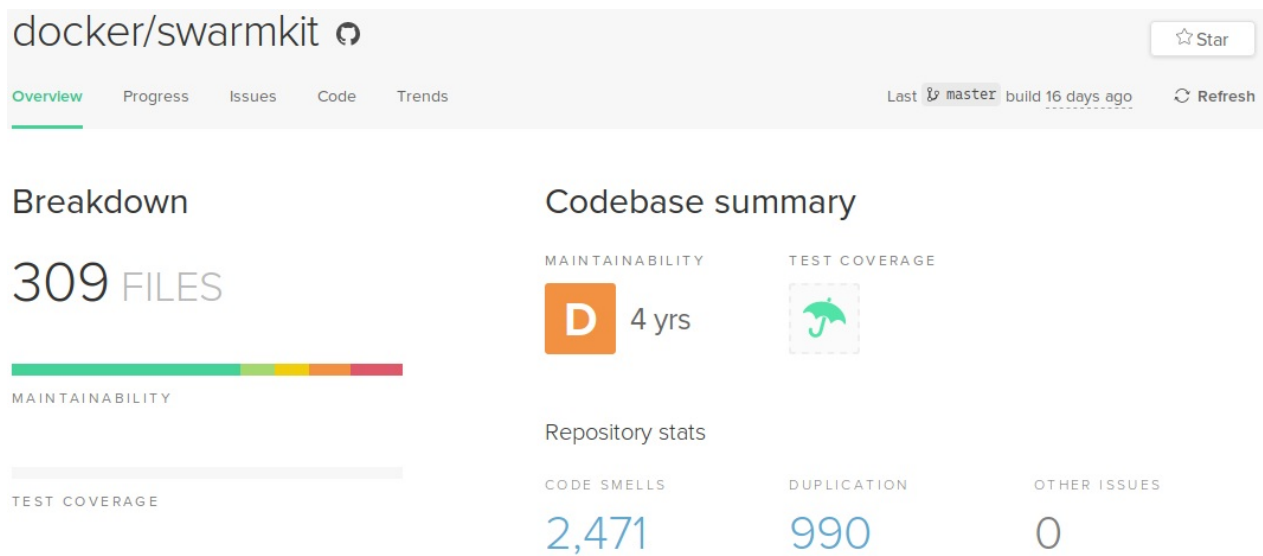 docker/swarmkit
Star
Overview Progress Issues Code Trends
Last master build 16 days ago Refresh
Breakdown
309 FILES
MAINTAINABILITY
TEST COVERAGE
Codebase summary
MAINTAINABILITY TEST COVERAGE
D 4 yrs
Repository stats
CODE SMELLS DUPLICATION OTHER ISSUES
2,471 990 0